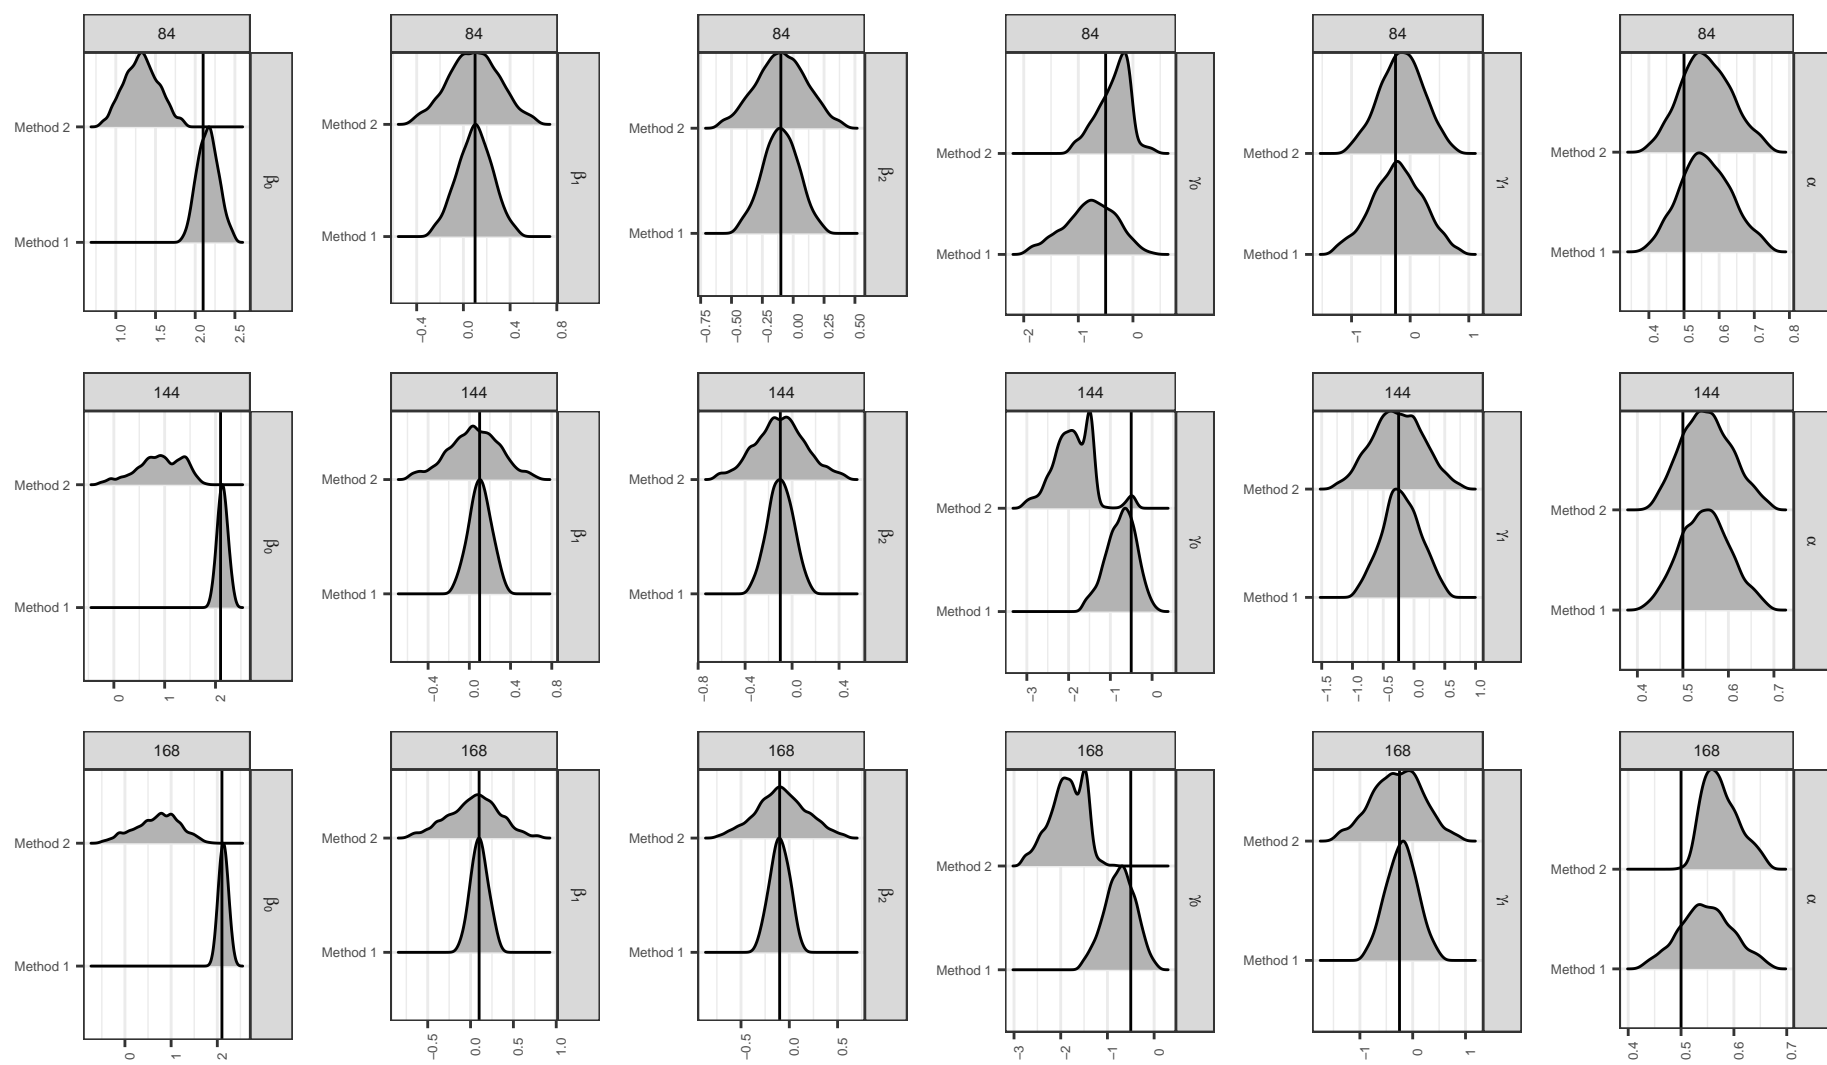 84 84 84 84 84 84
Method 2 Method 2 Method 2 Method 2 Method 2 Method 2
Method 1 Method 1 Method 1 Method 1 Method 1 Method 1
β0 β1 β2 γ0 γ1 α
1.0 1.5 2.0 2.5 −0.4 0.0 0.4 0.8 −0.75 −0.50 −0.25 0.00 0.25 0.50 −2 −1 0 −1 0 1 0.4 0.5 0.6 0.7 0.8
144 144 144 144 144 144
Method 2 Method 2 Method 2 Method 2 Method 2 Method 2
Method 1 Method 1 Method 1 Method 1 Method 1 Method 1
β0 β1 β2 γ0 γ1 α
0 1 2 −0.4 0.0 0.4 0.8 −0.8 −0.4 0.0 0.4 −3 −2 −1 0 −1.5 −1.0 −0.5 0.0 0.5 1.0 0.4 0.5 0.6 0.7
168 168 168 168 168 168
Method 2 Method 2 Method 2 Method 2 Method 2 Method 2
Method 1 Method 1 Method 1 Method 1 Method 1 Method 1
β0 β1 β2 γ0 γ1 α
0 1 2 −0.5 0.0 0.5 1.0 −0.5 0.0 0.5 −3 −2 −1 0 −1 0 1 0.4 0.5 0.6 0.7